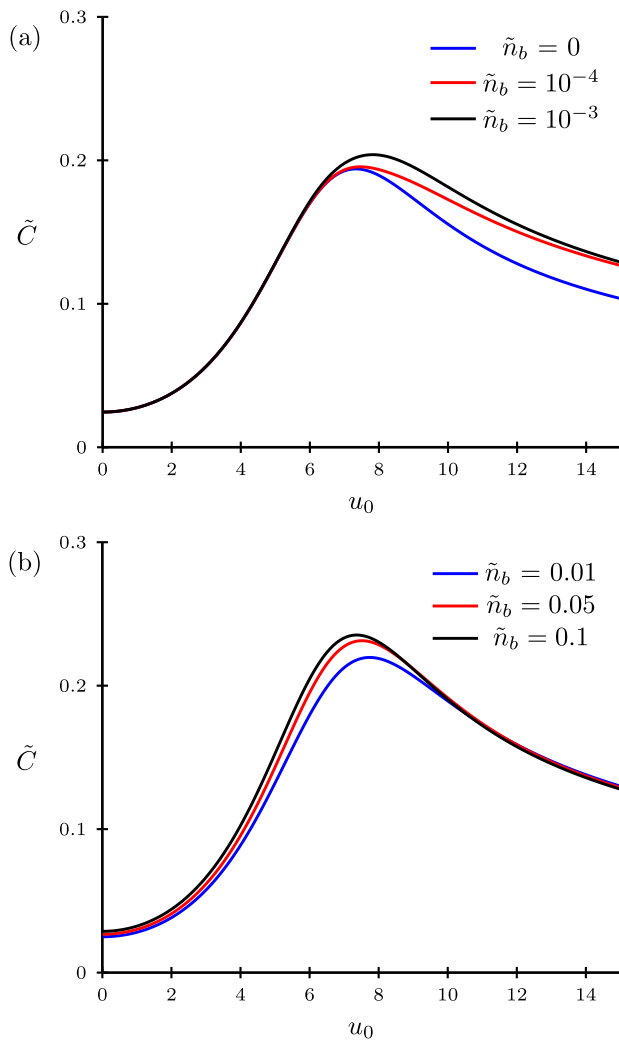 (a)
0.3
ñ_b = 0
ñ_b = 10⁻⁴
ñ_b = 10⁻³
0.2
C̃
0.1
0
0 2 4 6 8 10 12 14
u₀
(b)
0.3
ñ_b = 0.01
ñ_b = 0.05
ñ_b = 0.1
0.2
C̃
0.1
0
0 2 4 6 8 10 12 14
u₀